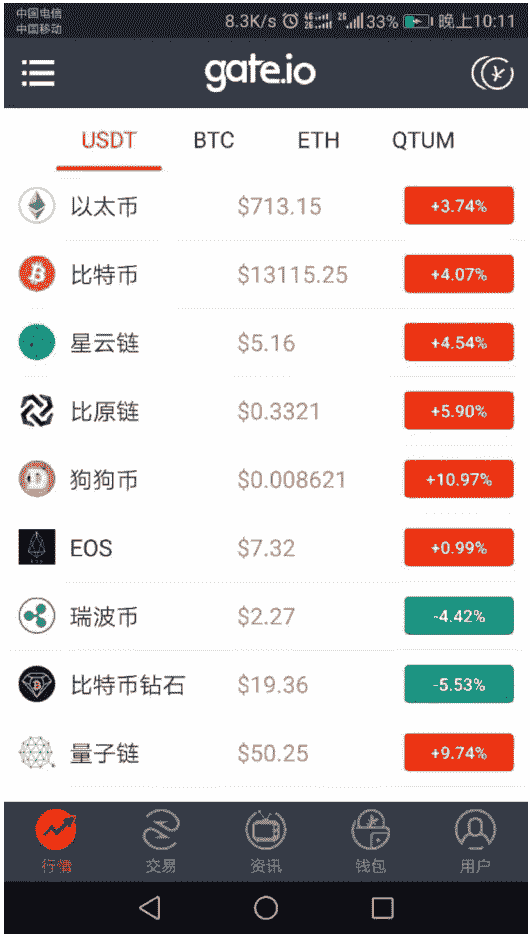 中国电信
中国移动
8.3K/s 33% 晚上10:11
gate.io
USDT BTC ETH QTUM
以太币 $713.15 +3.74%
比特币 $13115.25 +4.07%
星云链 $5.16 +4.54%
比原链 $0.3321 +5.90%
狗狗币 $0.008621 +10.97%
EOS $7.32 +0.99%
瑞波币 $2.27 -4.42%
比特币钻石 $19.36 -5.53%
量子链 $50.25 +9.74%
行情 交易 资讯 钱包 用户